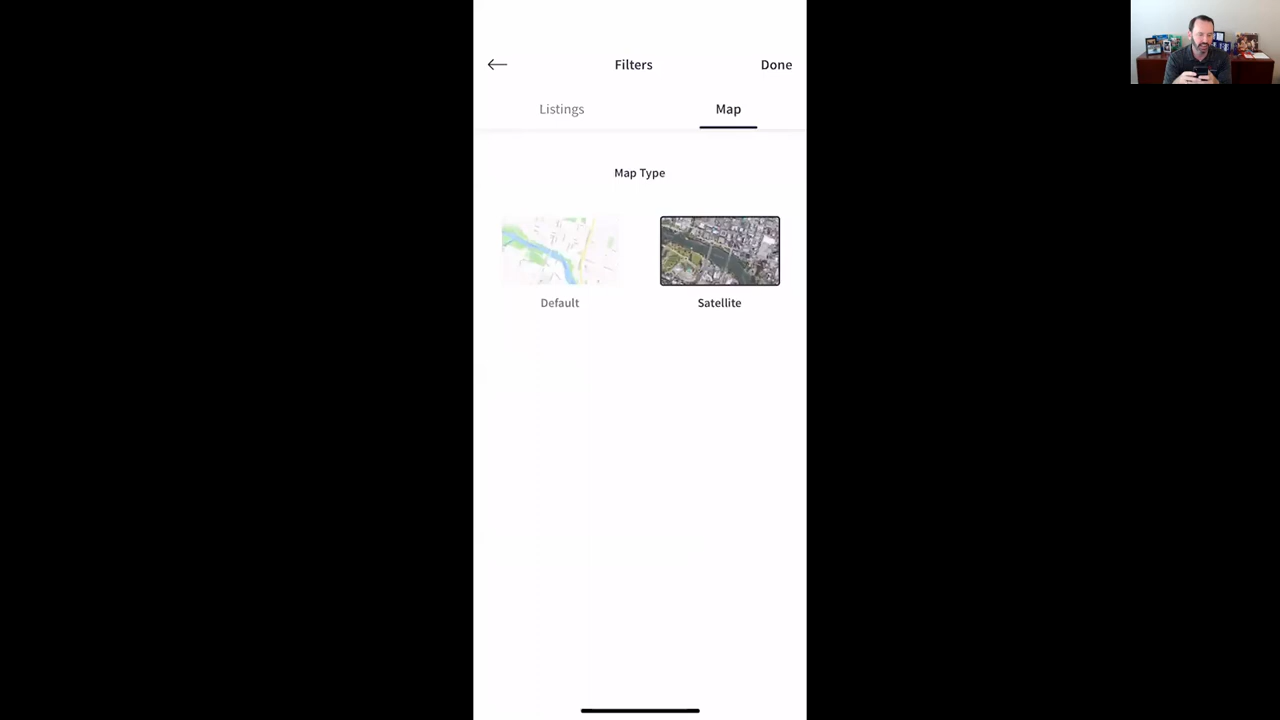 Filters
Done
Listings
Map
Map Type
Default
Satellite